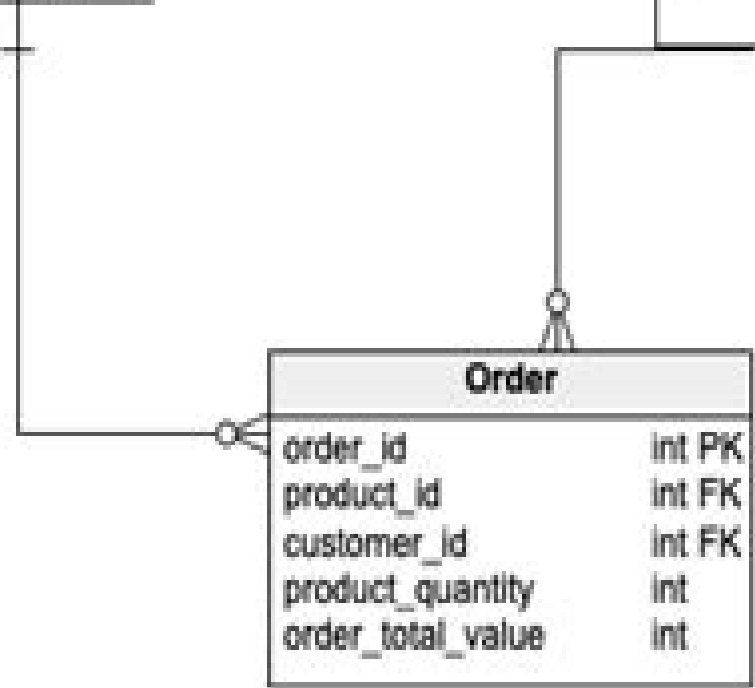 Order
order_id int PK
product_id int FK
customer_id int FK
product_quantity int
order_total_value int